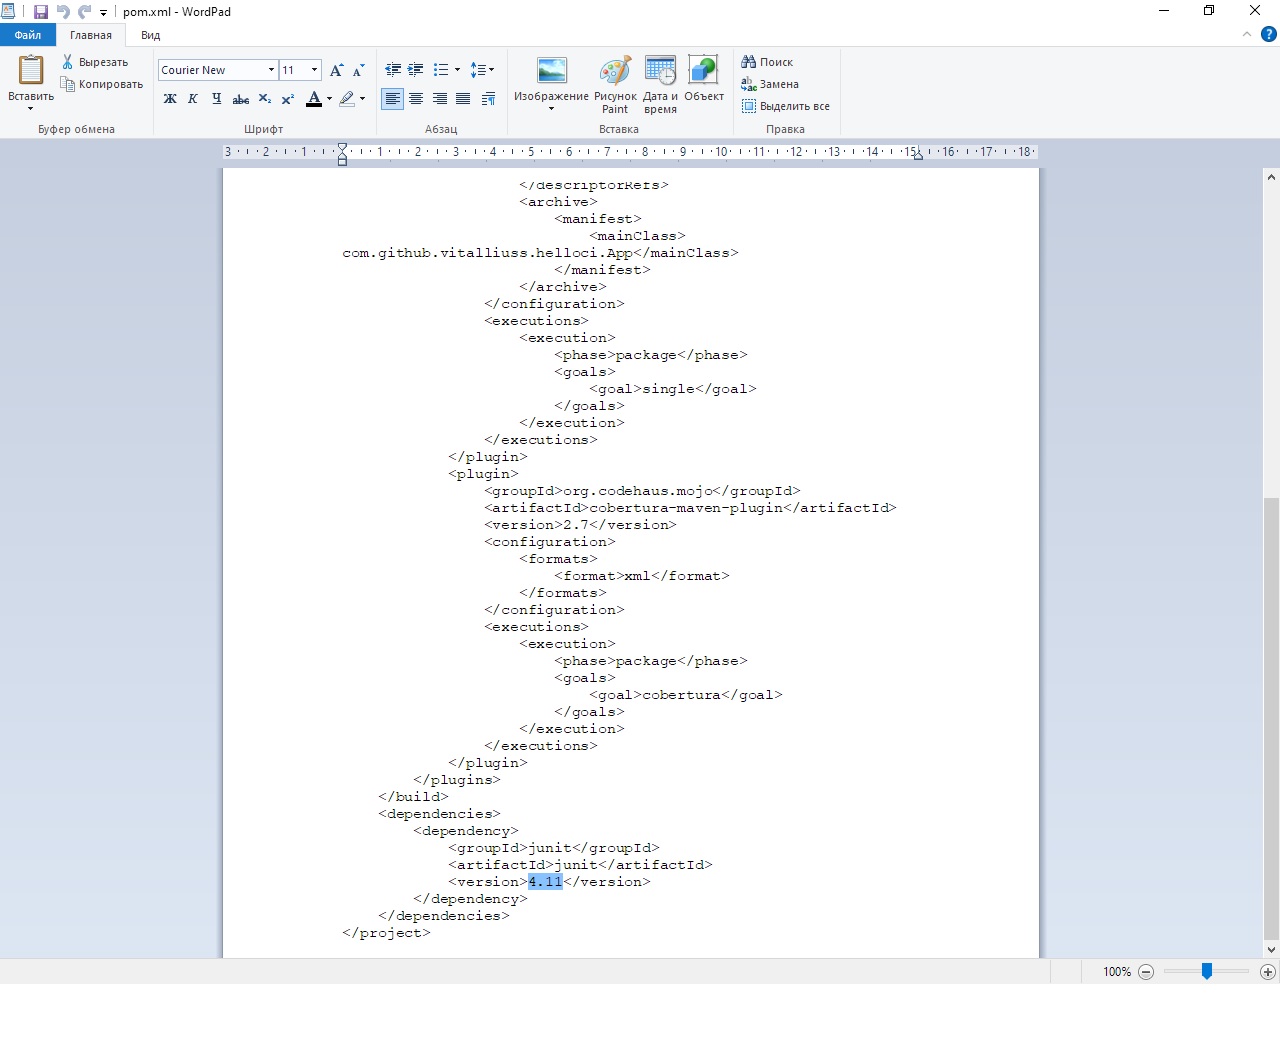 pom.xml - WordPad
Файл Главная Вид
Вставить
Вырезать
Копировать
Буфер обмена
Courier New 11
Ж К Ч abc X₂ X²
Шрифт
Абзац
Изображение
Рисунок Paint
Дата и время
Объект
Вставка
Поиск
Замена
Выделить все
Правка
3 2 1 1 2 3 4 5 6 7 8 9 10 11 12 13 14 15 16 17 18
</descriptorRefs>
<archive>
<manifest>
<mainClass>
com.github.vitalliuss.helloci.App</mainClass>
</manifest>
</archive>
</configuration>
<executions>
<execution>
<phase>package</phase>
<goals>
<goal>single</goal>
</goals>
</execution>
</executions>
</plugin>
<plugin>
<groupId>org.codehaus.mojo</groupId>
<artifactId>cobertura-maven-plugin</artifactId>
<version>2.7</version>
<configuration>
<formats>
<format>xml</format>
</formats>
</configuration>
<executions>
<execution>
<phase>package</phase>
<goals>
<goal>cobertura</goal>
</goals>
</execution>
</executions>
</plugin>
</plugins>
</build>
<dependencies>
<dependency>
<groupId>junit</groupId>
<artifactId>junit</artifactId>
<version>4.11</version>
</dependency>
</dependencies>
</project>
100%